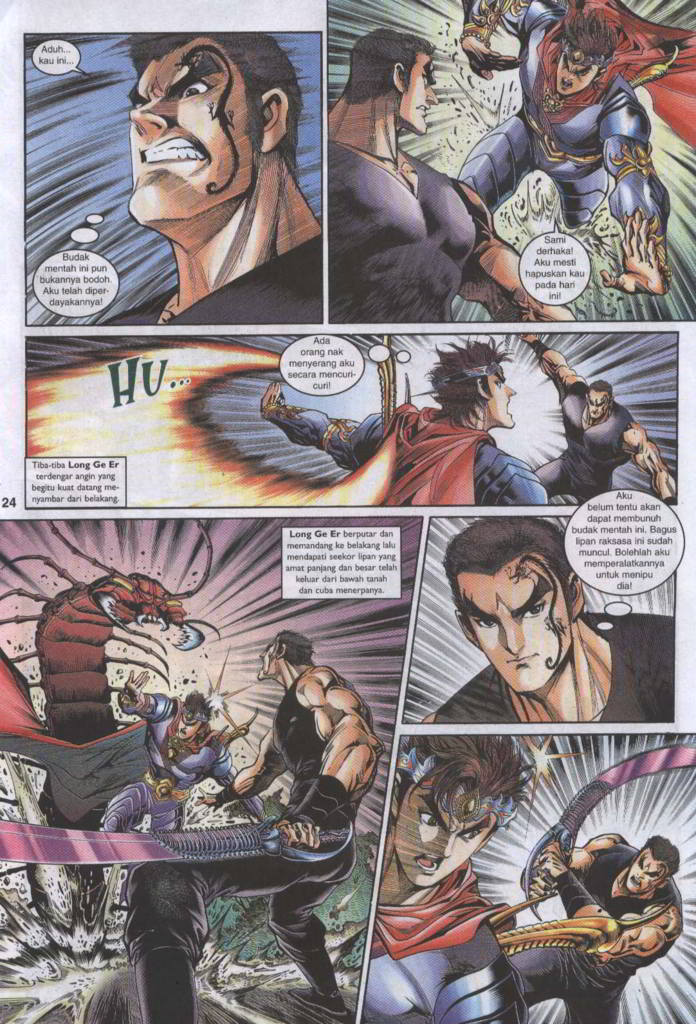 Aduh...
kau ini...
Budak
mentah ini pun
bukannya bodoh.
Aku telah diper-
dayakannya!
Sami
derhaka!
Aku mesti
hapuskan kau
pada hari
ini!
HU...
Ada
orang nak
menyerang aku
secara mencuri-
curi!
Tiba-tiba Long Ge Er
terdengar angin yang
begitu kuat datang me-
nyambar dari belakang.
24
Long Ge Er berputar dan
memandang ke belakang lalu
mendapati seekor lipan yang
amat panjang dan besar telah
keluar dari bawah tanah
dan cuba menerpanya.
Aku
belum tentu akan
dapat membunuh
budak mentah ini. Bagus
lipan raksasa ini sudah
muncul. Bolehlah aku
memperalatkannya
untuk menipu
dia!